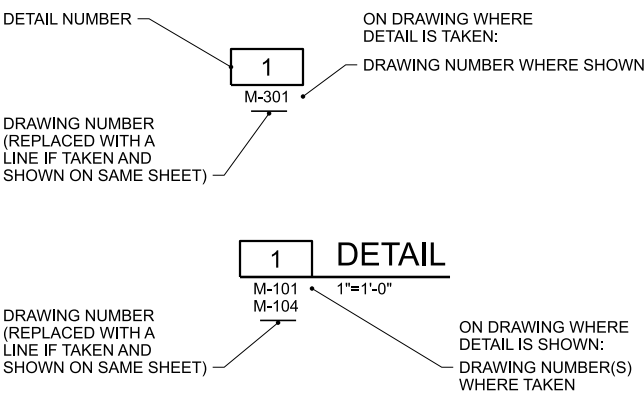 DETAIL NUMBER
1
M-301
ON DRAWING WHERE
DETAIL IS TAKEN:
DRAWING NUMBER WHERE SHOWN
DRAWING NUMBER
(REPLACED WITH A
LINE IF TAKEN AND
SHOWN ON SAME SHEET)
1
DETAIL
M-101
M-104
1"=1'-0"
DRAWING NUMBER
(REPLACED WITH A
LINE IF TAKEN AND
SHOWN ON SAME SHEET)
ON DRAWING WHERE
DETAIL IS SHOWN:
DRAWING NUMBER(S)
WHERE TAKEN